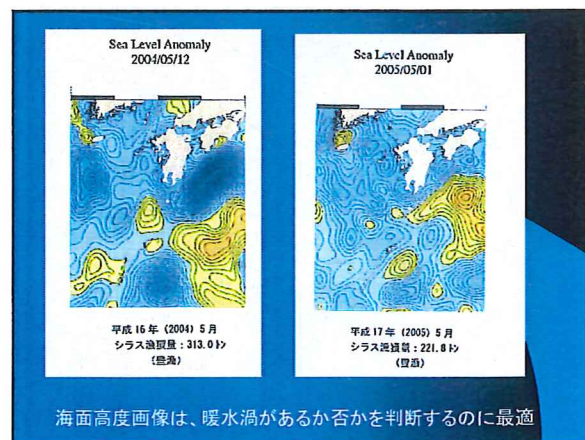 Sea Level Anomaly
2004/05/12
平成16年 (2004) 5月
シラス漁獲量：313.0トン
(豊漁)
Sea Level Anomaly
2005/05/01
平成17年 (2005) 5月
シラス漁獲量：221.8トン
(豊漁)
海面高度画像は、暖水渦があるか否かを判断するのに最適